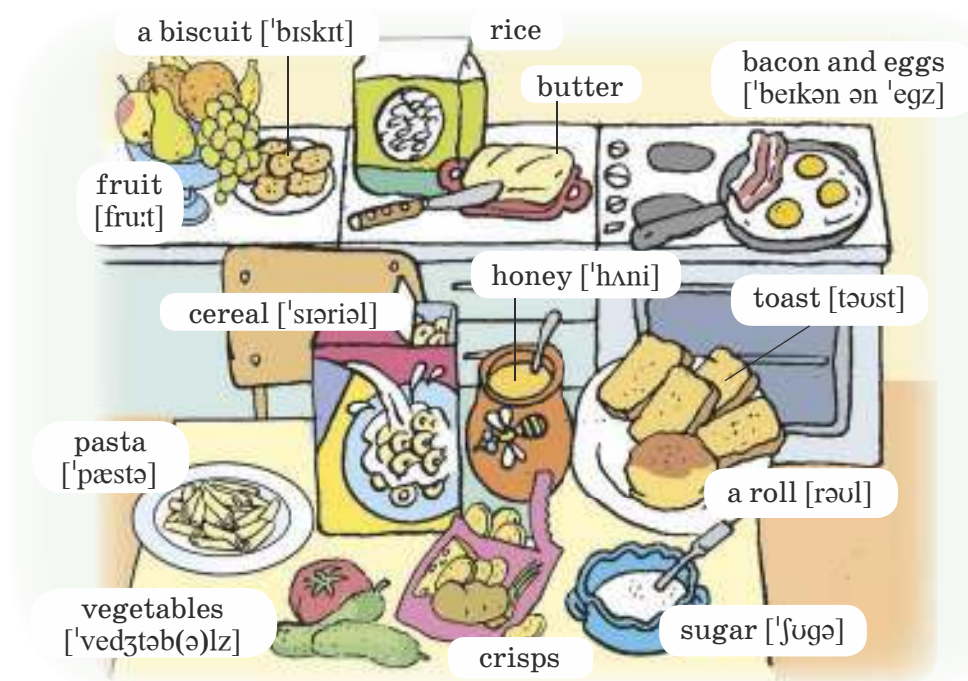 a biscuit [ˈbɪskɪt]
rice
butter
bacon and eggs
[ˈbeɪkən ən ˈegz]
fruit
[fruːt]
honey [ˈhʌni]
toast [təʊst]
cereal [ˈsɪəriəl]
pasta
[ˈpæstə]
a roll [rəʊl]
vegetables
[ˈvedʒtəb(ə)lz]
sugar [ˈʃʊgə]
crisps